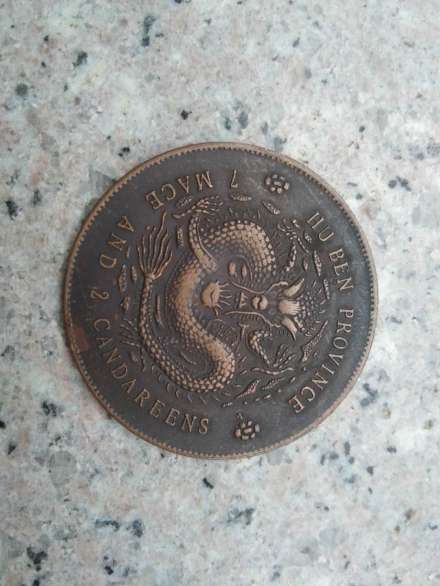 HU BEN PROVINCE
7 MACE AND 2 CANDAREENS